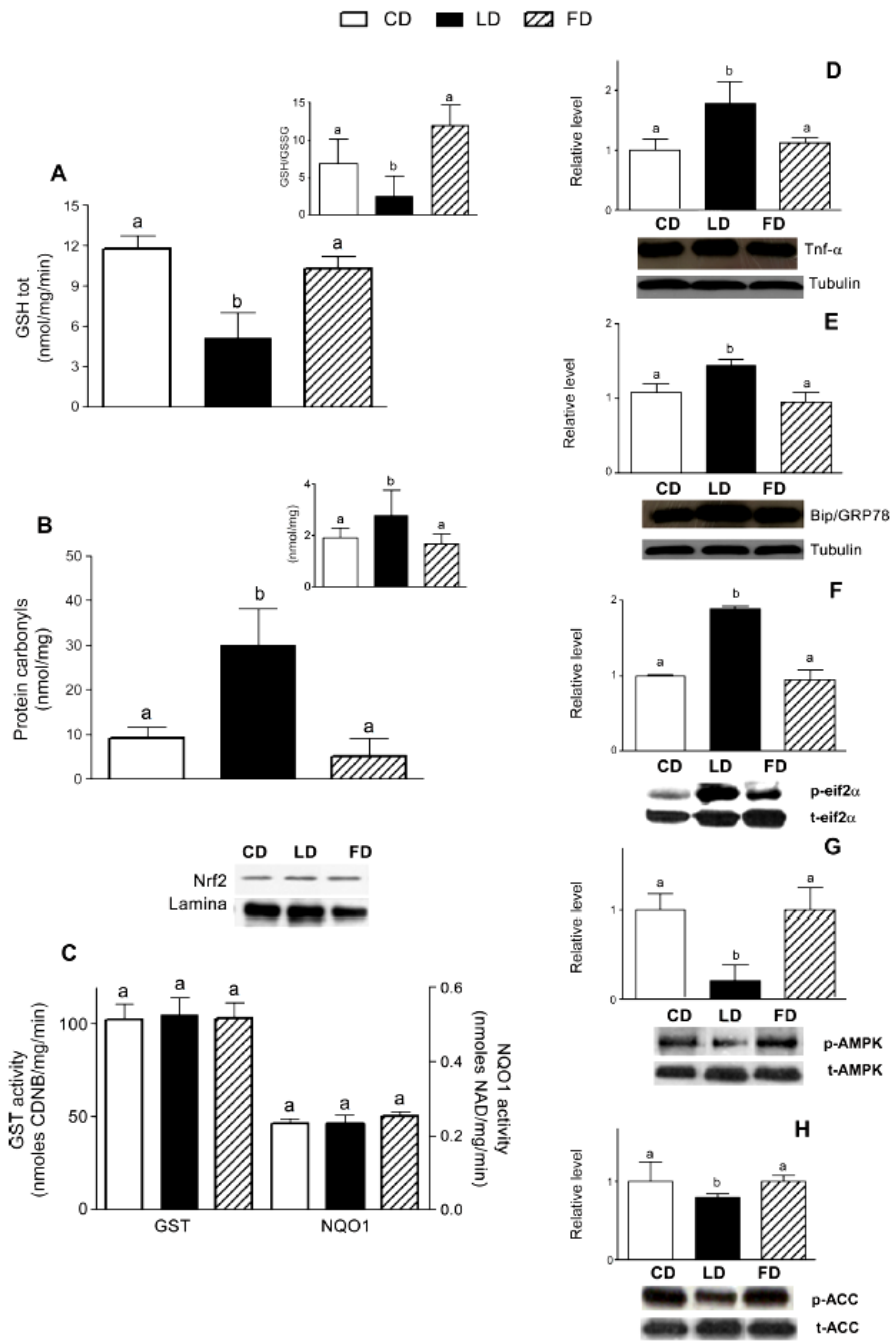 CD LD FD
A
GSH tot
(nmol/mg/min)
15
12
9
6
3
0
a
b
a
GSH/GSSG
15
10
5
0
a
b
a
B
Protein carbonyls
(nmol/mg)
50
40
30
20
10
0
a
b
a
(nmol/mg)
4
2
0
a
b
a
CD LD FD
Nrf2
Lamina
C
GST activity
(nmoles CDNB/mg/min)
100
50
0
a a a
a a a
0.6
0.4
0.2
0.0
NQO1 activity
(nmoles NAD/mg/min)
GST NQO1
D
Relative level
2
1
0
a
b
a
CD LD FD
Tnf-α
Tubulin
E
Relative level
2
1
0
a
b
a
CD LD FD
Bip/GRP78
Tubulin
F
Relative level
2
1
0
a
b
a
CD LD FD
p-eif2α
t-eif2α
G
Relative level
1
0
a
b
a
CD LD FD
p-AMPK
t-AMPK
H
Relative level
1
0
a
b
a
CD LD FD
p-ACC
t-ACC